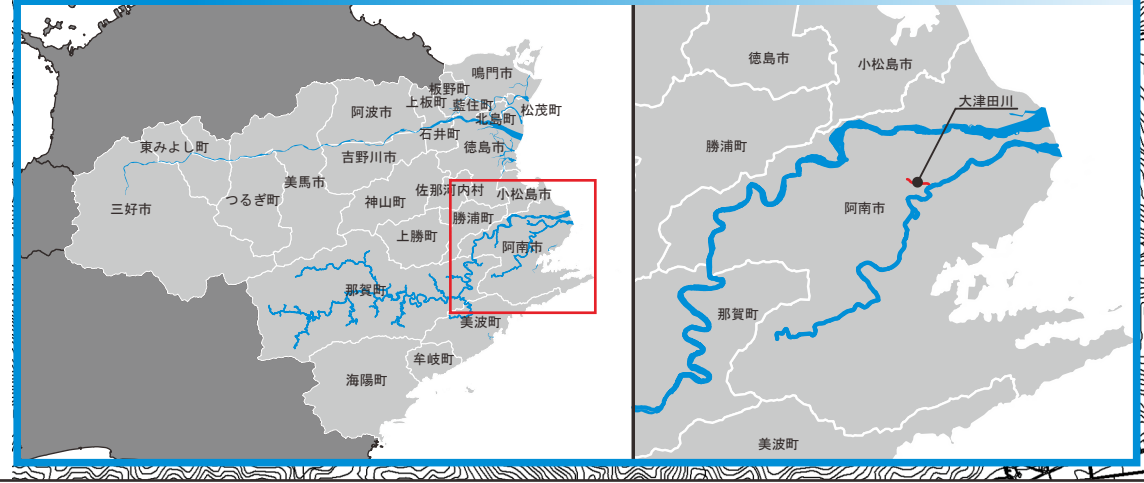 鳴門市
板野町
上板町
藍住町
松茂町
阿波市
北島町
石井町
東みよし町
徳島市
吉野川市
美馬市
佐那河内村
小松島市
つるぎ町
神山町
三好市
勝浦町
上勝町
阿南市
那賀町
美波町
牟岐町
海陽町
徳島市
小松島市
大津田川
勝浦町
阿南市
那賀町
美波町